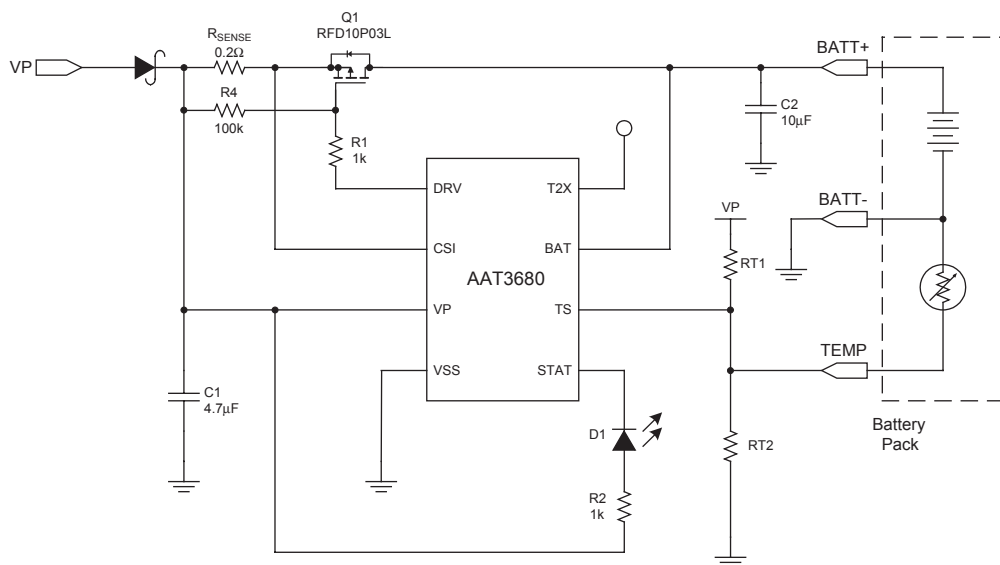 Q1
RFD10P03L
RSENSE
0.2Ω
VP
BATT+
R4
100k
C2
10µF
R1
1k
DRV
T2X
BATT-
VP
CSI
BAT
RT1
AAT3680
VP
TS
TEMP
VSS
STAT
C1
4.7µF
D1
Battery
Pack
RT2
R2
1k